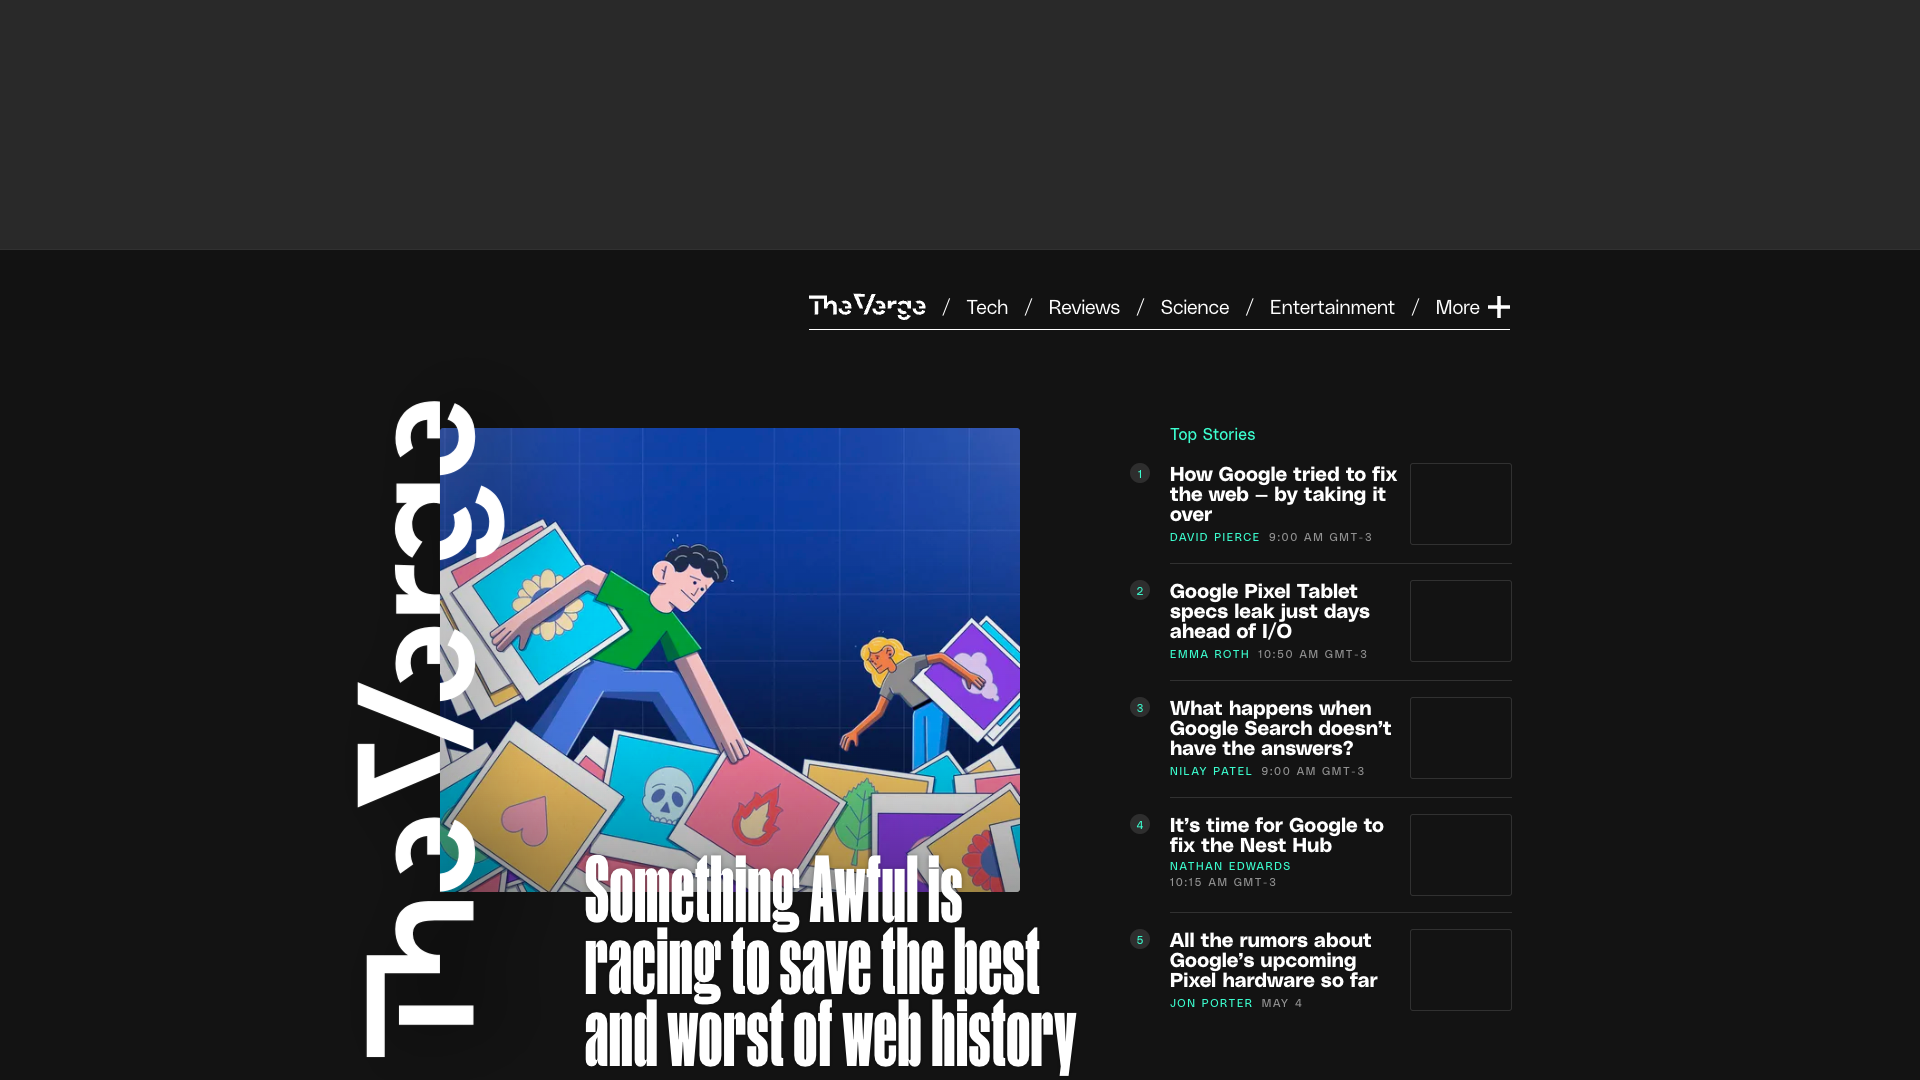 The Verge / Tech / Reviews / Science / Entertainment / More
The Verge
Something Awful is
racing to save the best
and worst of web history
Top Stories
1
How Google tried to fix
the web — by taking it
over
DAVID PIERCE 9:00 AM GMT-3
2
Google Pixel Tablet
specs leak just days
ahead of I/O
EMMA ROTH 10:50 AM GMT-3
3
What happens when
Google Search doesn’t
have the answers?
NILAY PATEL 9:00 AM GMT-3
4
It’s time for Google to
fix the Nest Hub
NATHAN EDWARDS
10:15 AM GMT-3
5
All the rumors about
Google’s upcoming
Pixel hardware so far
JON PORTER MAY 4